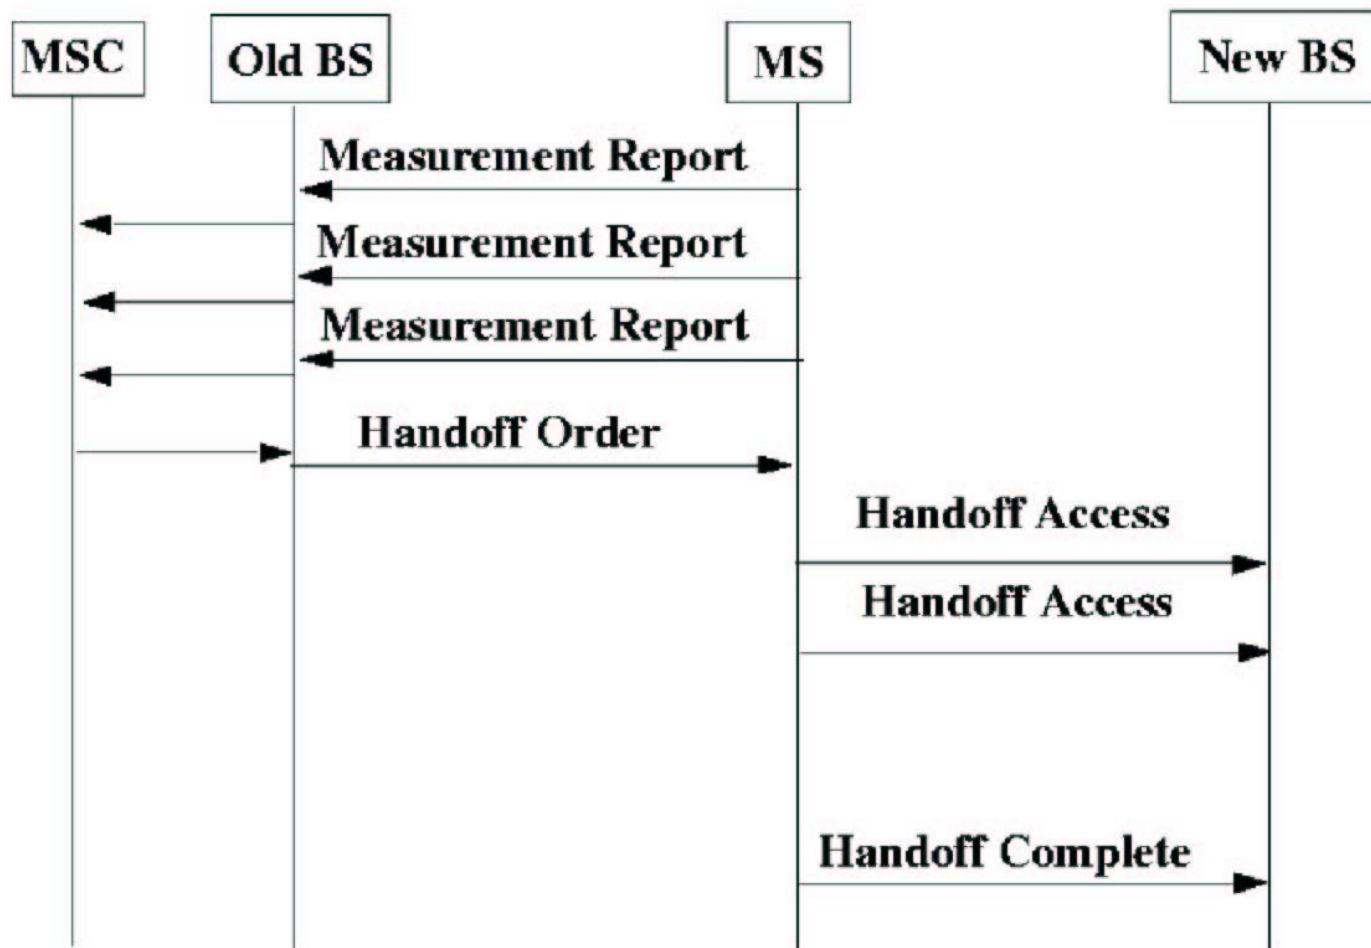 MSC
Old BS
MS
New BS
Measurement Report
Measurement Report
Measurement Report
Handoff Order
Handoff Access
Handoff Access
Handoff Complete